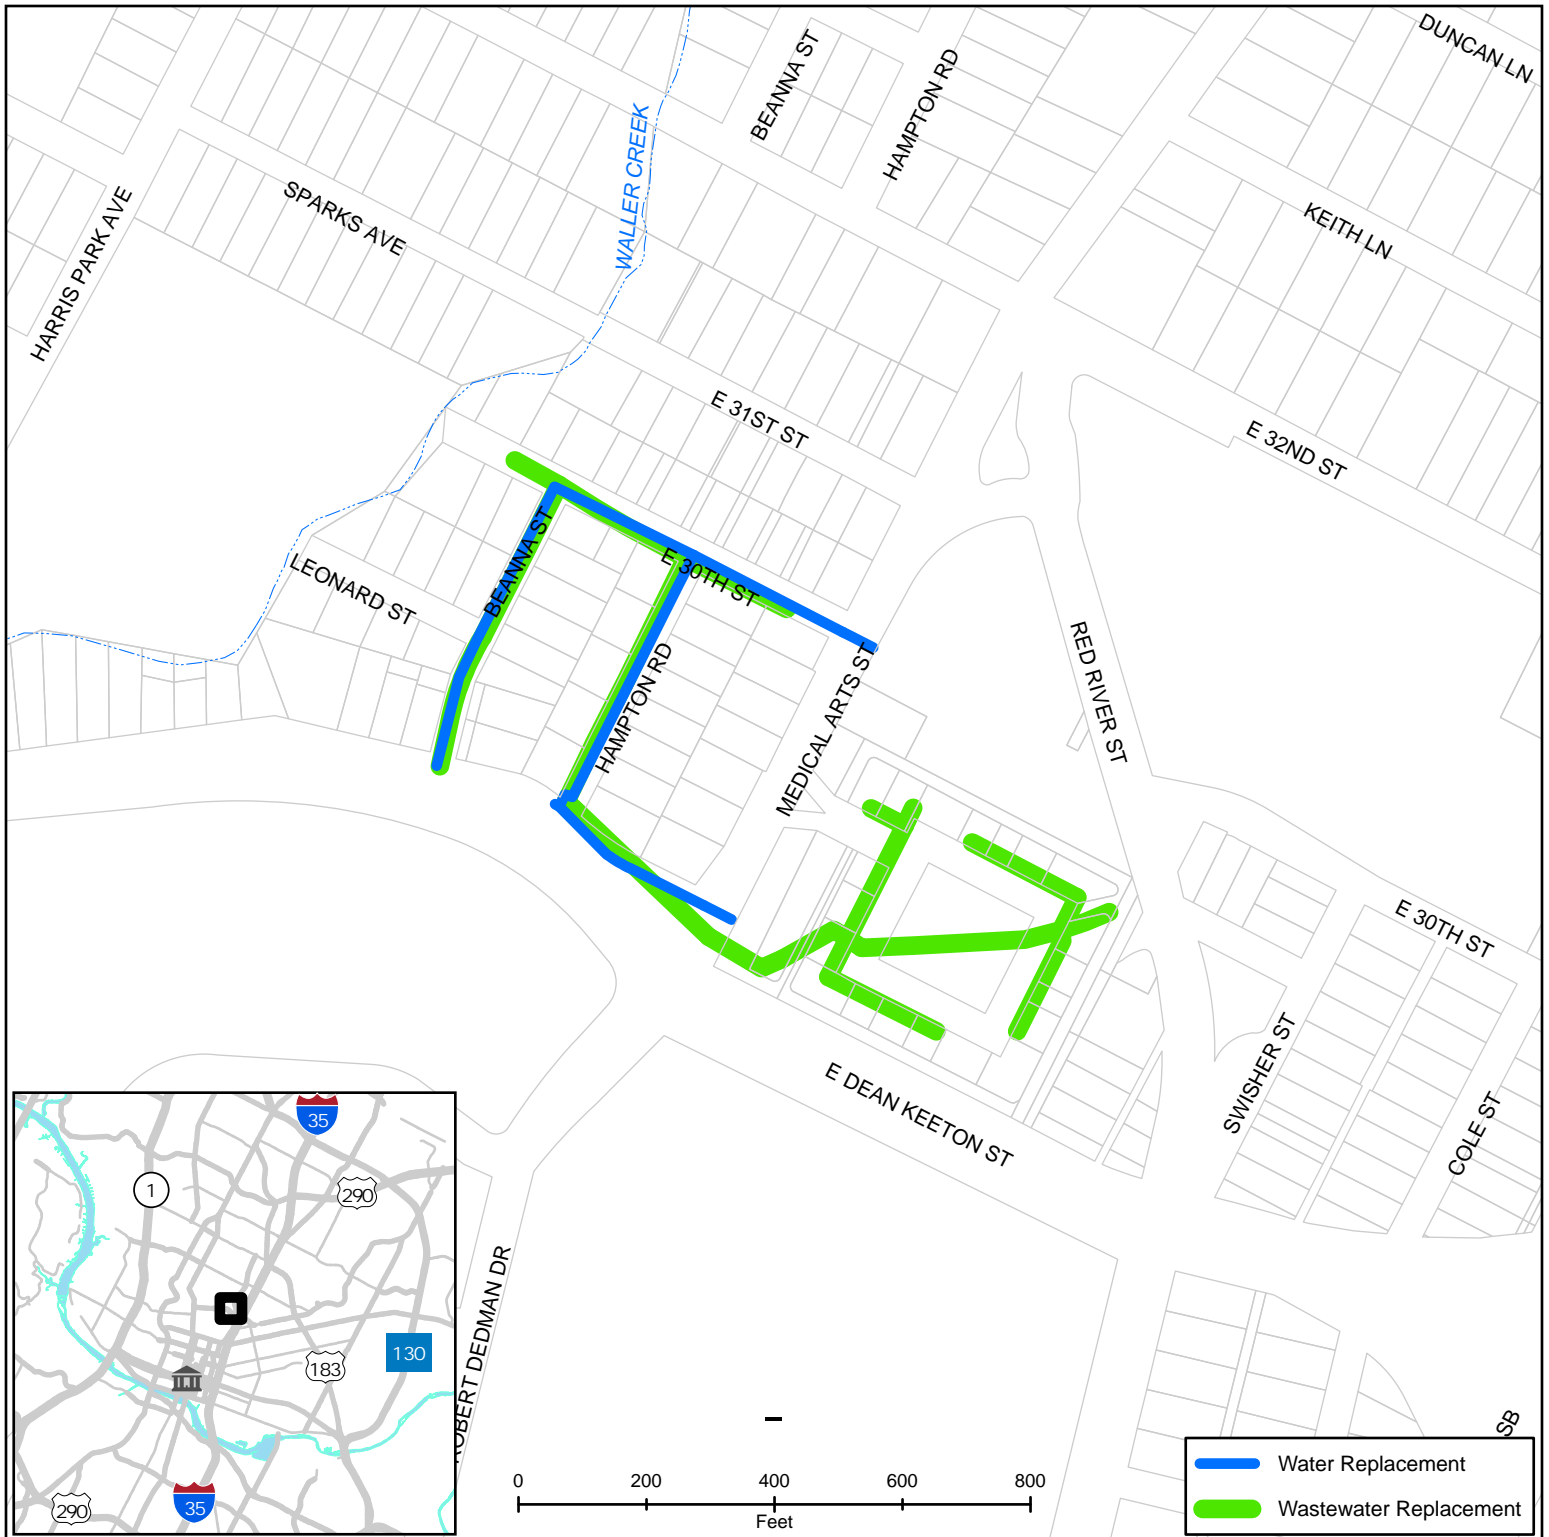 DUNCAN LN
BEANNA ST
HAMPTON RD
WALLER CREEK
KEITH LN
SPARKS AVE
HARRIS PARK AVE
E 31ST ST
E 32ND ST
BEANNA ST
E 30TH ST
LEONARD ST
HAMPTON RD
MEDICAL ARTS ST
RED RIVER ST
E 30TH ST
SWISHER ST
COLE ST
E DEAN KEETON ST
ROBERT DEDMAN DR
SB
35
1
290
130
183
290
35
0 200 400 600 800
Feet
Water Replacement
Wastewater Replacement